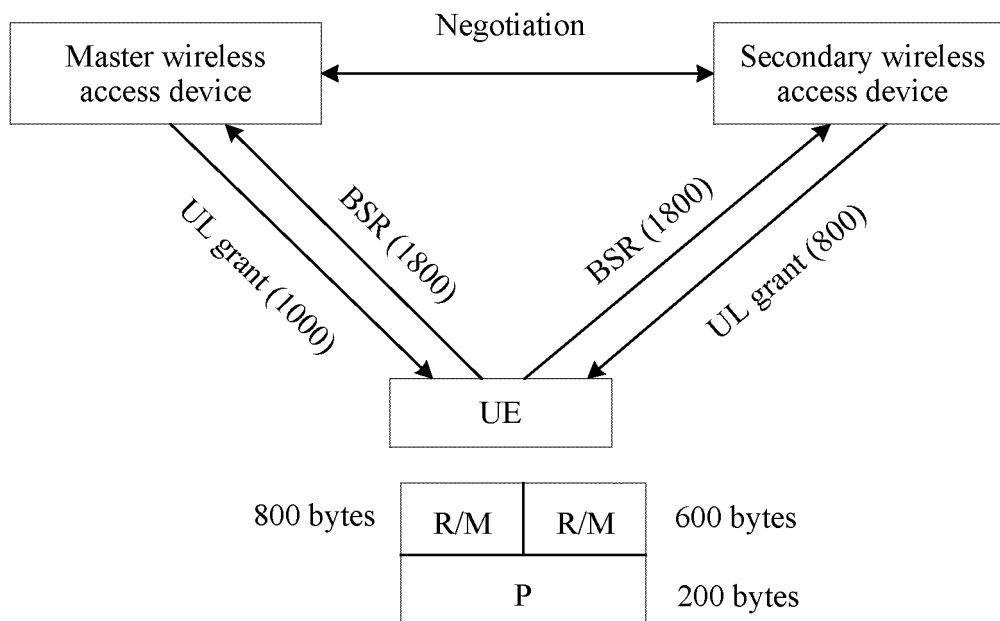 Negotiation
Master wireless
access device
Secondary wireless
access device
UL grant (1000)
BSR (1800)
BSR (1800)
UL grant (800)
UE
800 bytes
R/M
R/M
600 bytes
P
200 bytes